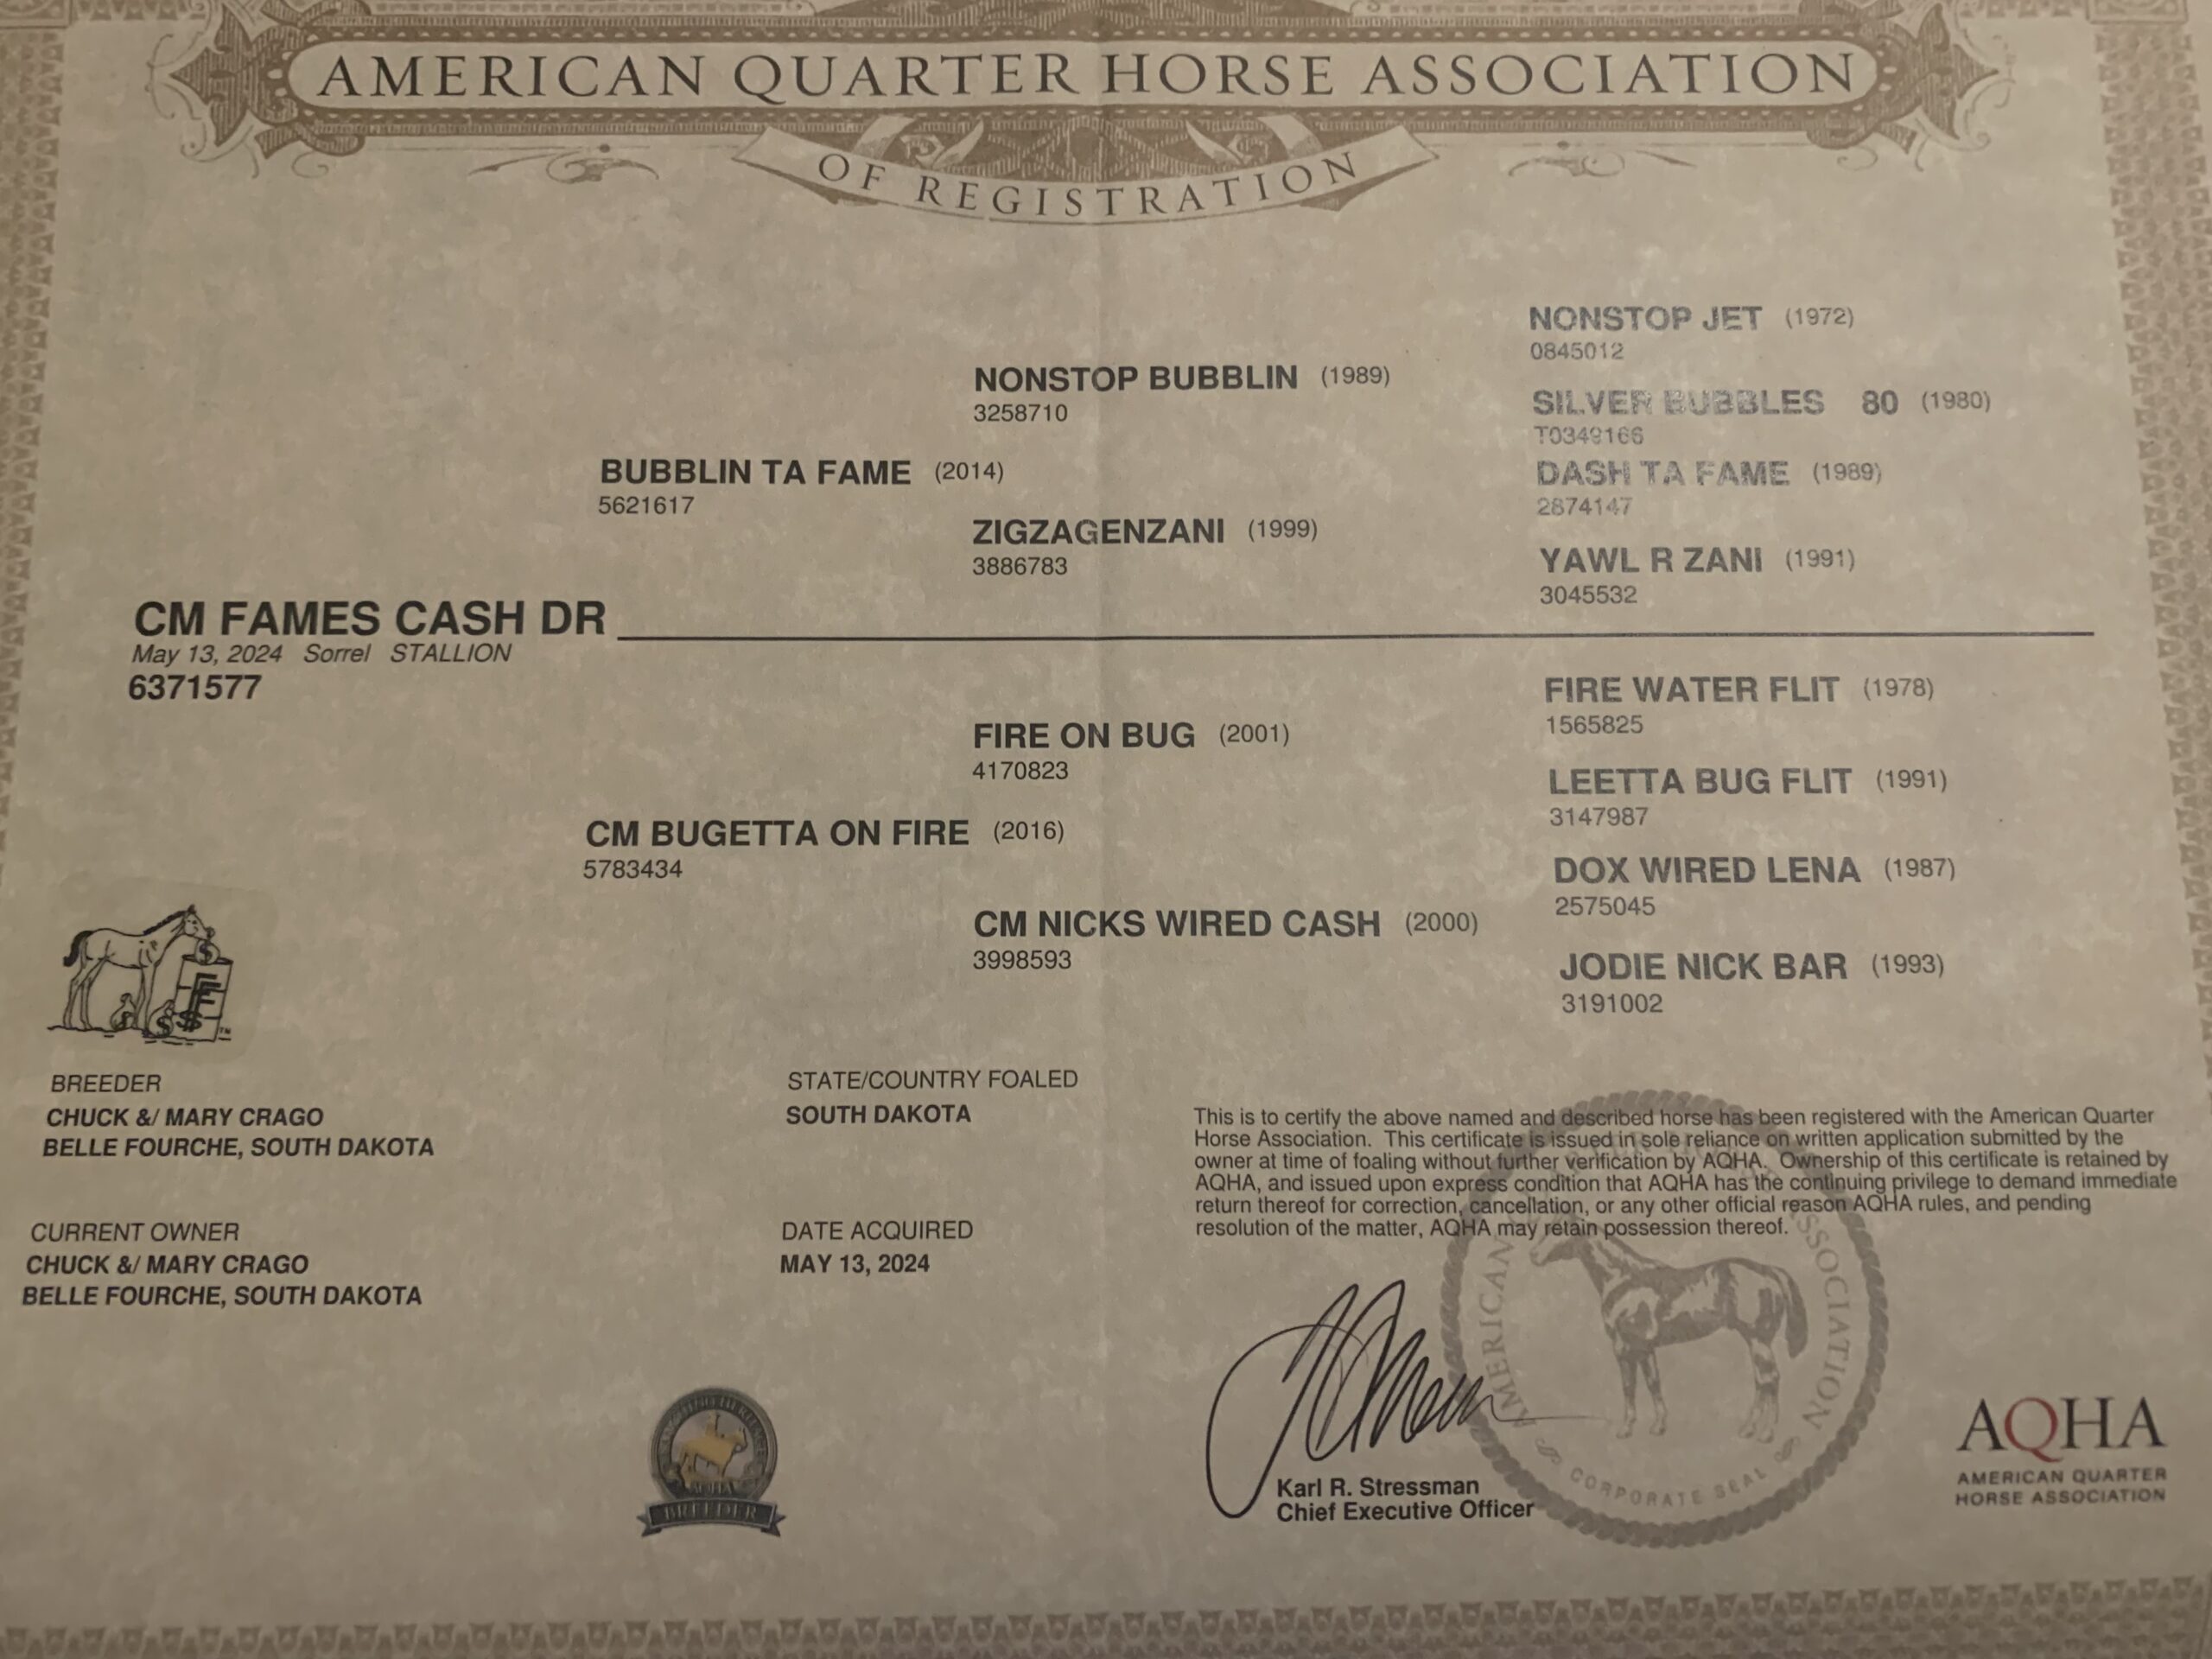 AMERICAN QUARTER HORSE ASSOCIATION
OF REGISTRATION
NONSTOP JET (1972)
0845012
NONSTOP BUBBLIN (1989)
3258710
SILVER BUBBLES 80 (1980)
T0349166
BUBBLIN TA FAME (2014)
5621617
DASH TA FAME (1989)
2874147
ZIGZAGENZANI (1999)
3886783
YAWL R ZANI (1991)
3045532
CM FAMES CASH DR
May 13, 2024 Sorrel STALLION
6371577
FIRE WATER FLIT (1978)
1565825
FIRE ON BUG (2001)
4170823
LEETTA BUG FLIT (1991)
3147987
CM BUGETTA ON FIRE (2016)
5783434
DOX WIRED LENA (1987)
2575045
CM NICKS WIRED CASH (2000)
3998593
JODIE NICK BAR (1993)
3191002
BREEDER
CHUCK &/ MARY CRAGO
BELLE FOURCHE, SOUTH DAKOTA
STATE/COUNTRY FOALED
SOUTH DAKOTA
CURRENT OWNER
CHUCK &/ MARY CRAGO
BELLE FOURCHE, SOUTH DAKOTA
DATE ACQUIRED
MAY 13, 2024
This is to certify the above named and described horse has been registered with the American Quarter
Horse Association. This certificate is issued in sole reliance on written application submitted by the
owner at time of foaling without further verification by AQHA. Ownership of this certificate is retained by
AQHA, and issued upon express condition that AQHA has the continuing privilege to demand immediate
return thereof for correction, cancellation, or any other official reason AQHA rules, and pending
resolution of the matter, AQHA may retain possession thereof.
Karl R. Stressman
Chief Executive Officer
AMERICAN ASSOCIATION
CORPORATE SEAL
AQHA
BREEDER
AQHA
AMERICAN QUARTER
HORSE ASSOCIATION